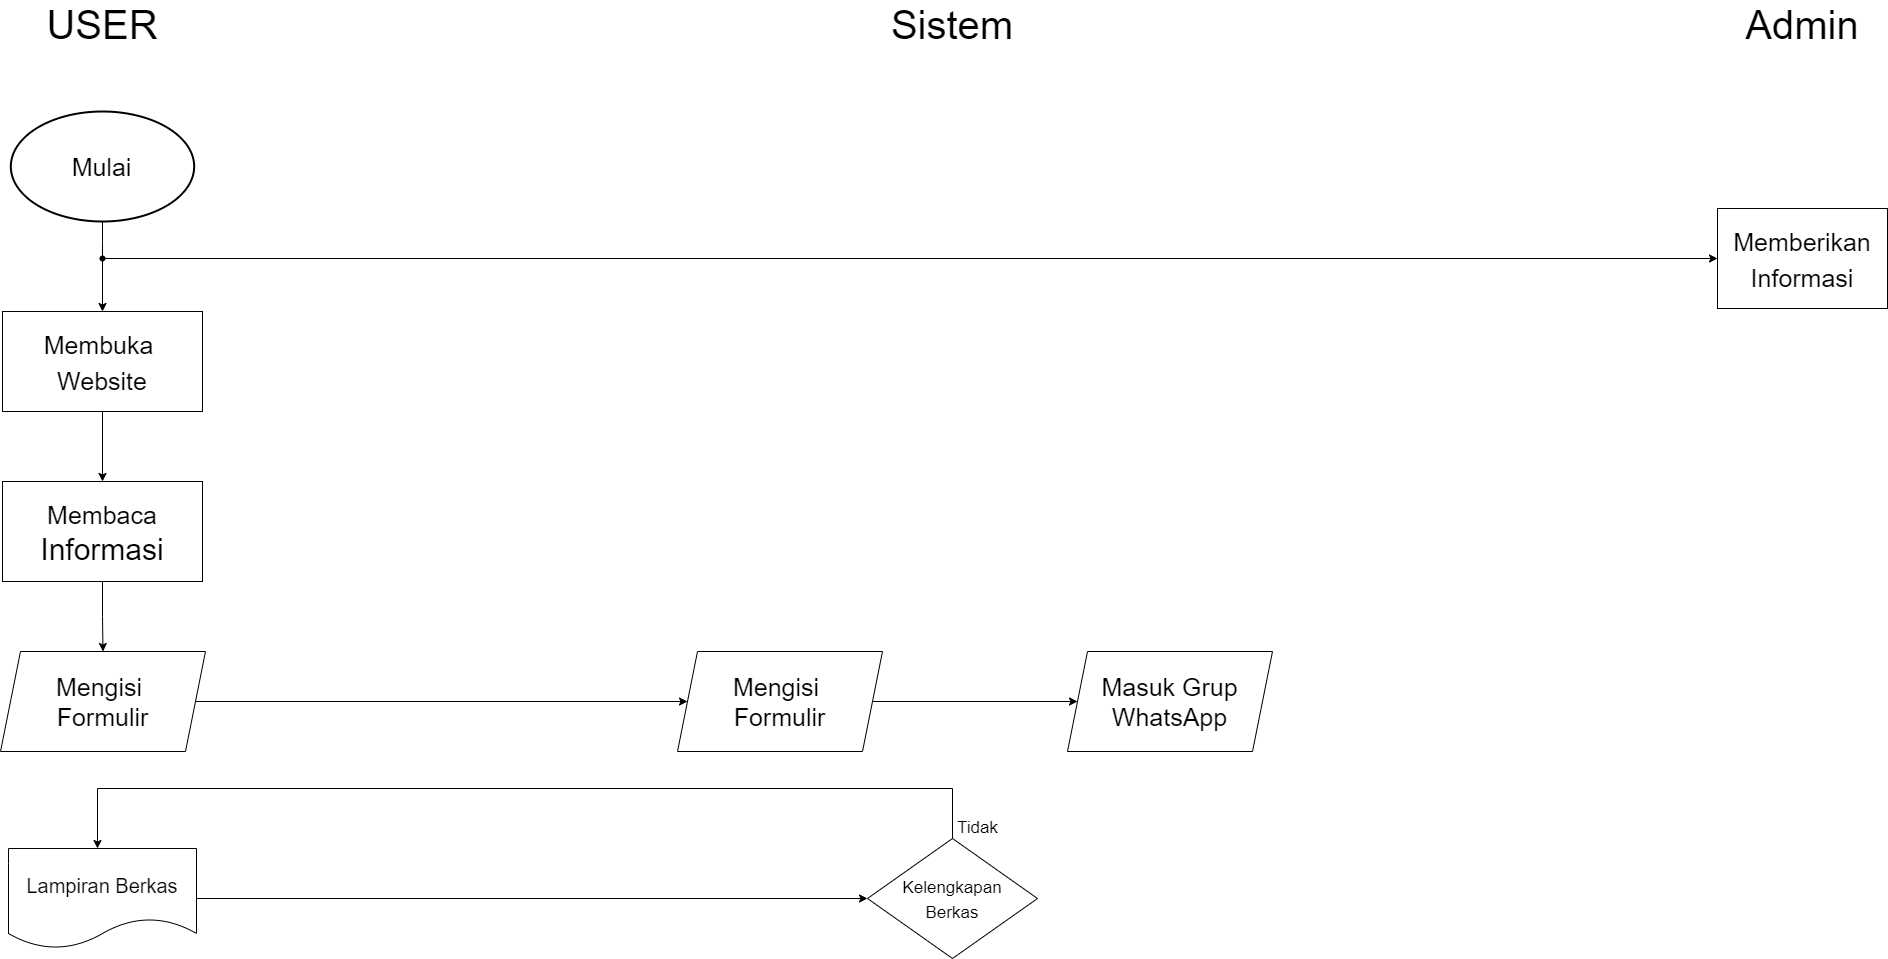 USER
Sistem
Admin
Mulai
Memberikan
Informasi
Membuka
Website
Membaca
Informasi
Mengisi
Formulir
Mengisi
Formulir
Masuk Grup
WhatsApp
Tidak
Lampiran Berkas
Kelengkapan
Berkas